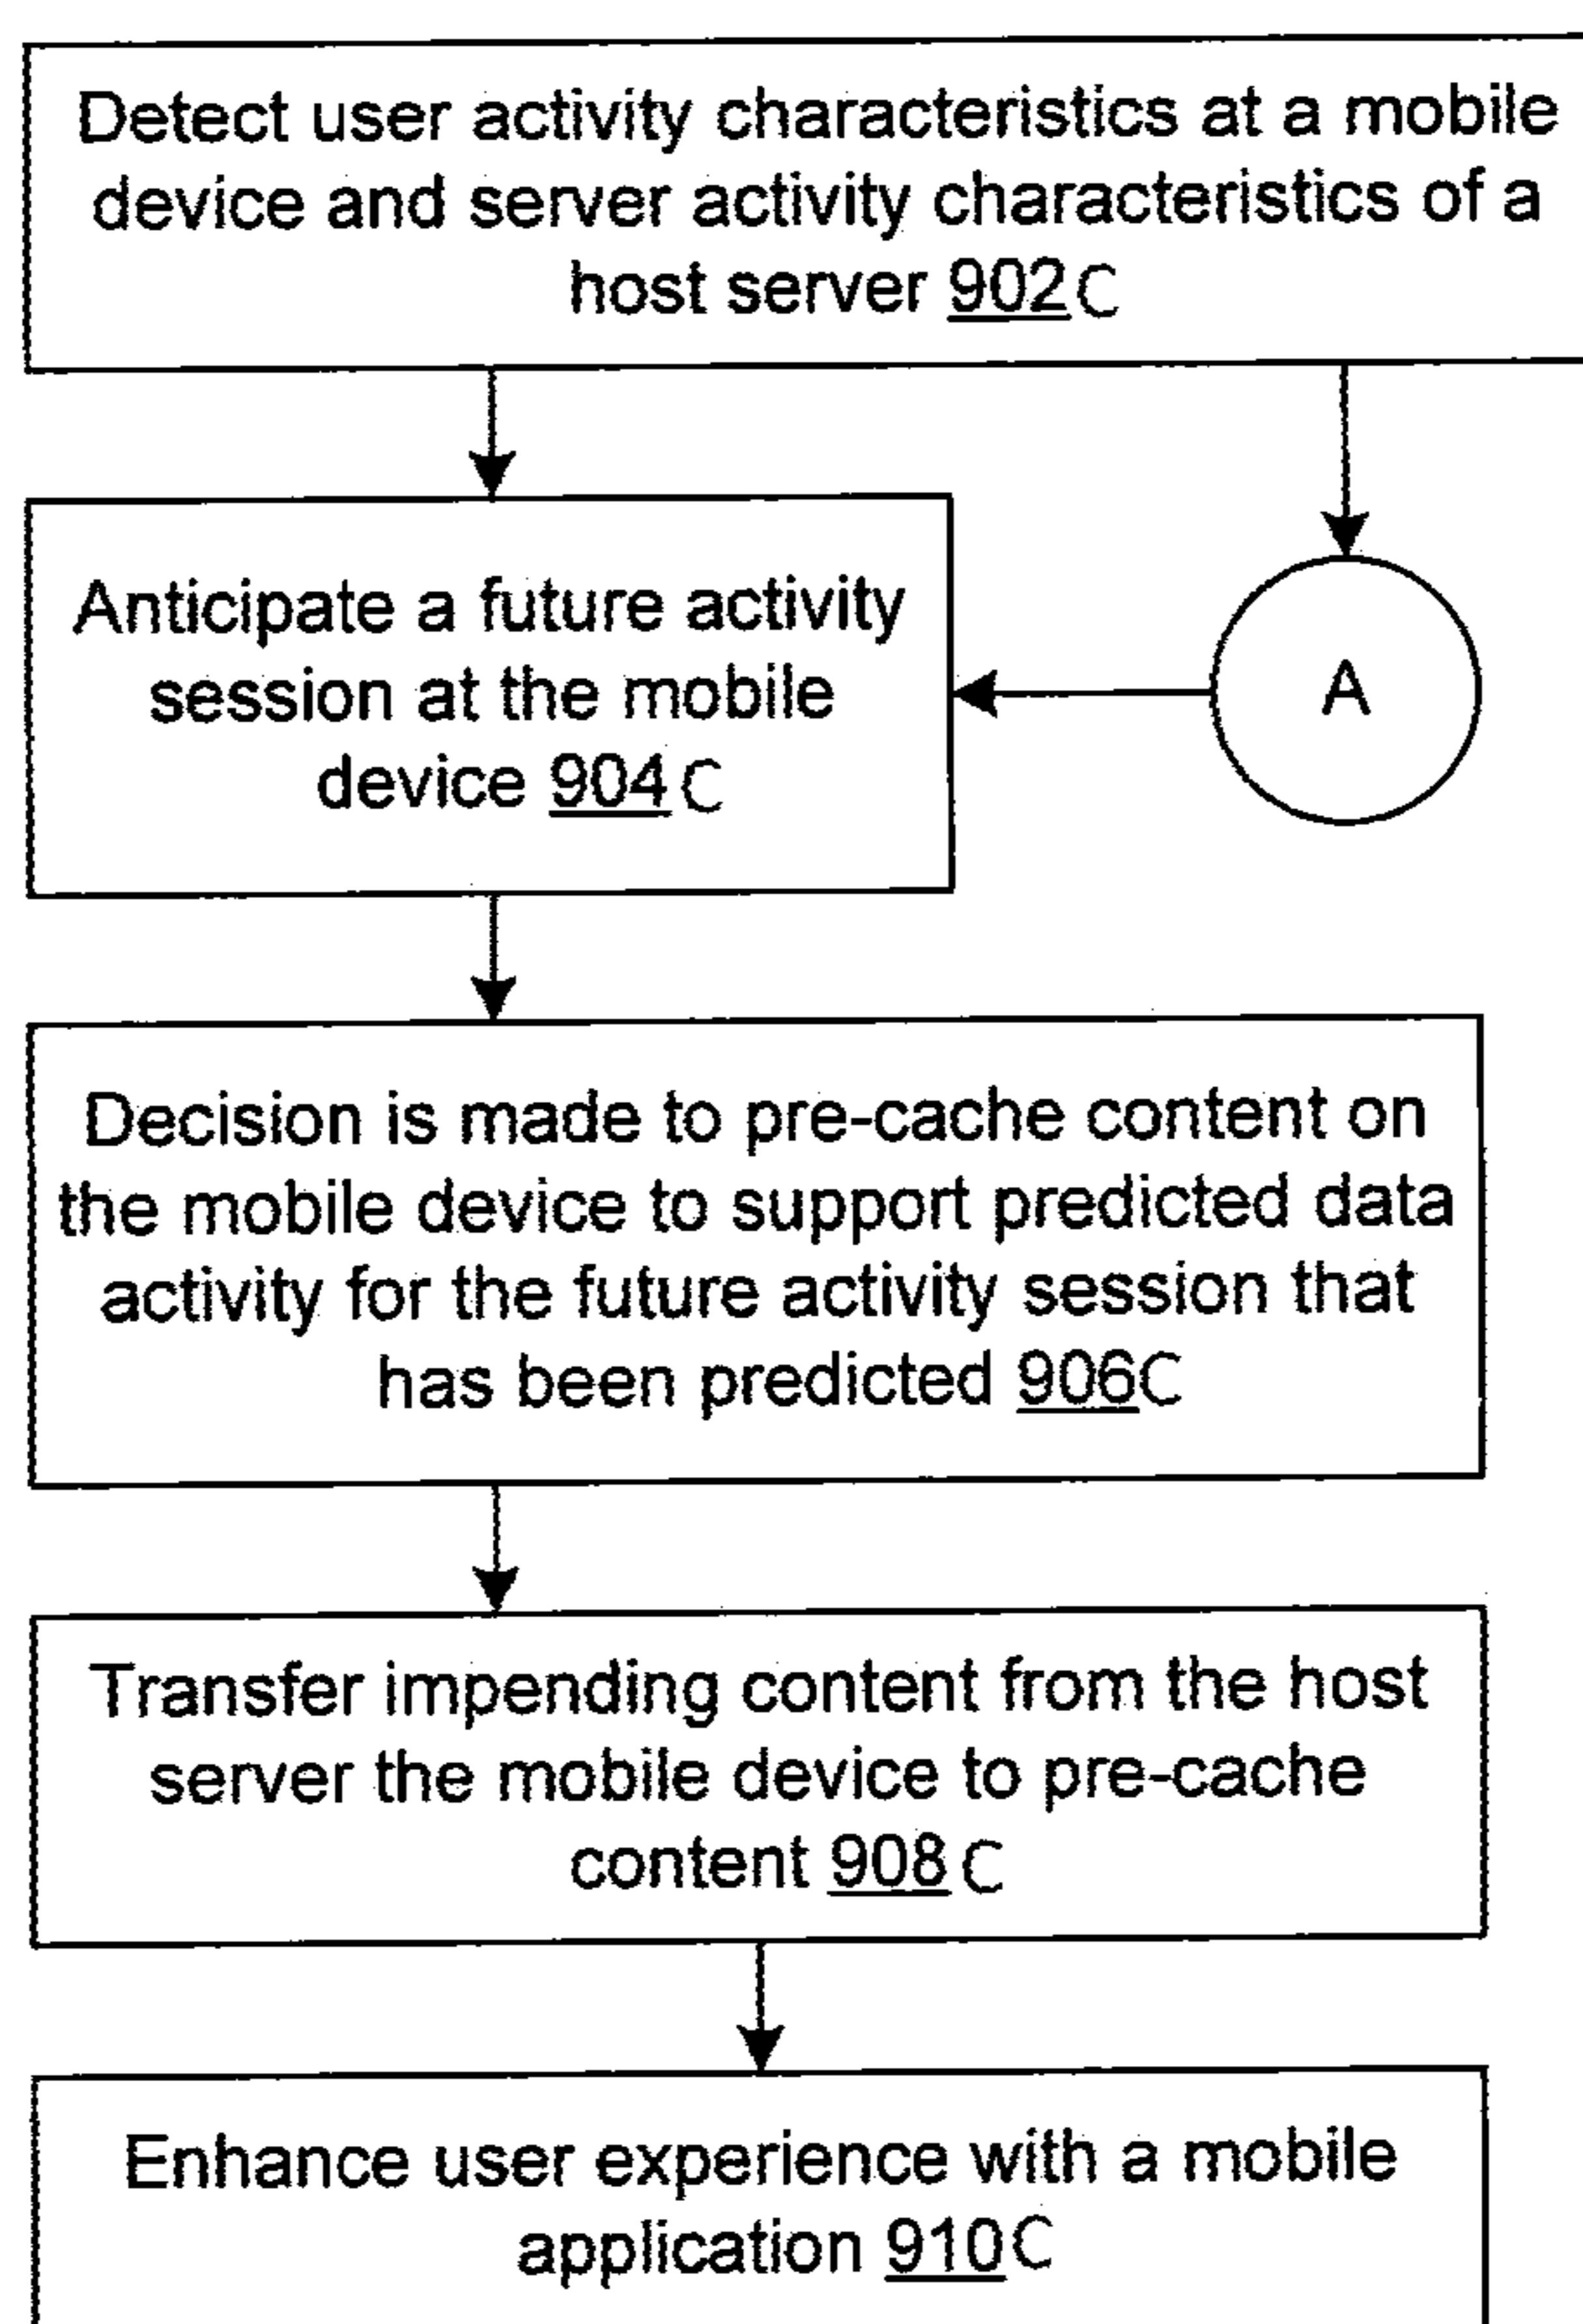 Detect user activity characteristics at a mobile
device and server activity characteristics of a
host server 902C
Anticipate a future activity
session at the mobile
device 904C
A
Decision is made to pre-cache content on
the mobile device to support predicted data
activity for the future activity session that
has been predicted 906C
Transfer impending content from the host
server the mobile device to pre-cache
content 908C
Enhance user experience with a mobile
application 910C